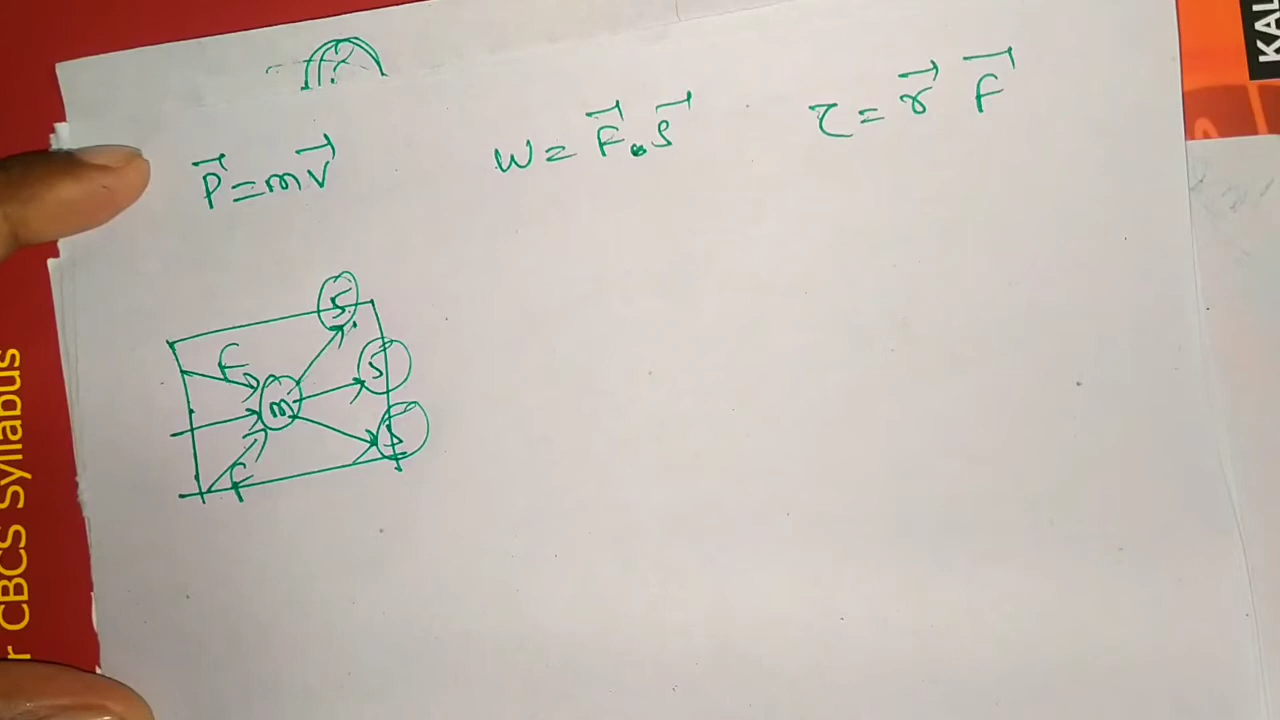 P⃗ = mv⃗
W = F⃗ . S⃗
τ = r⃗ F⃗
S
F
S
m
S
F
r CBCS Syllabus
KAL